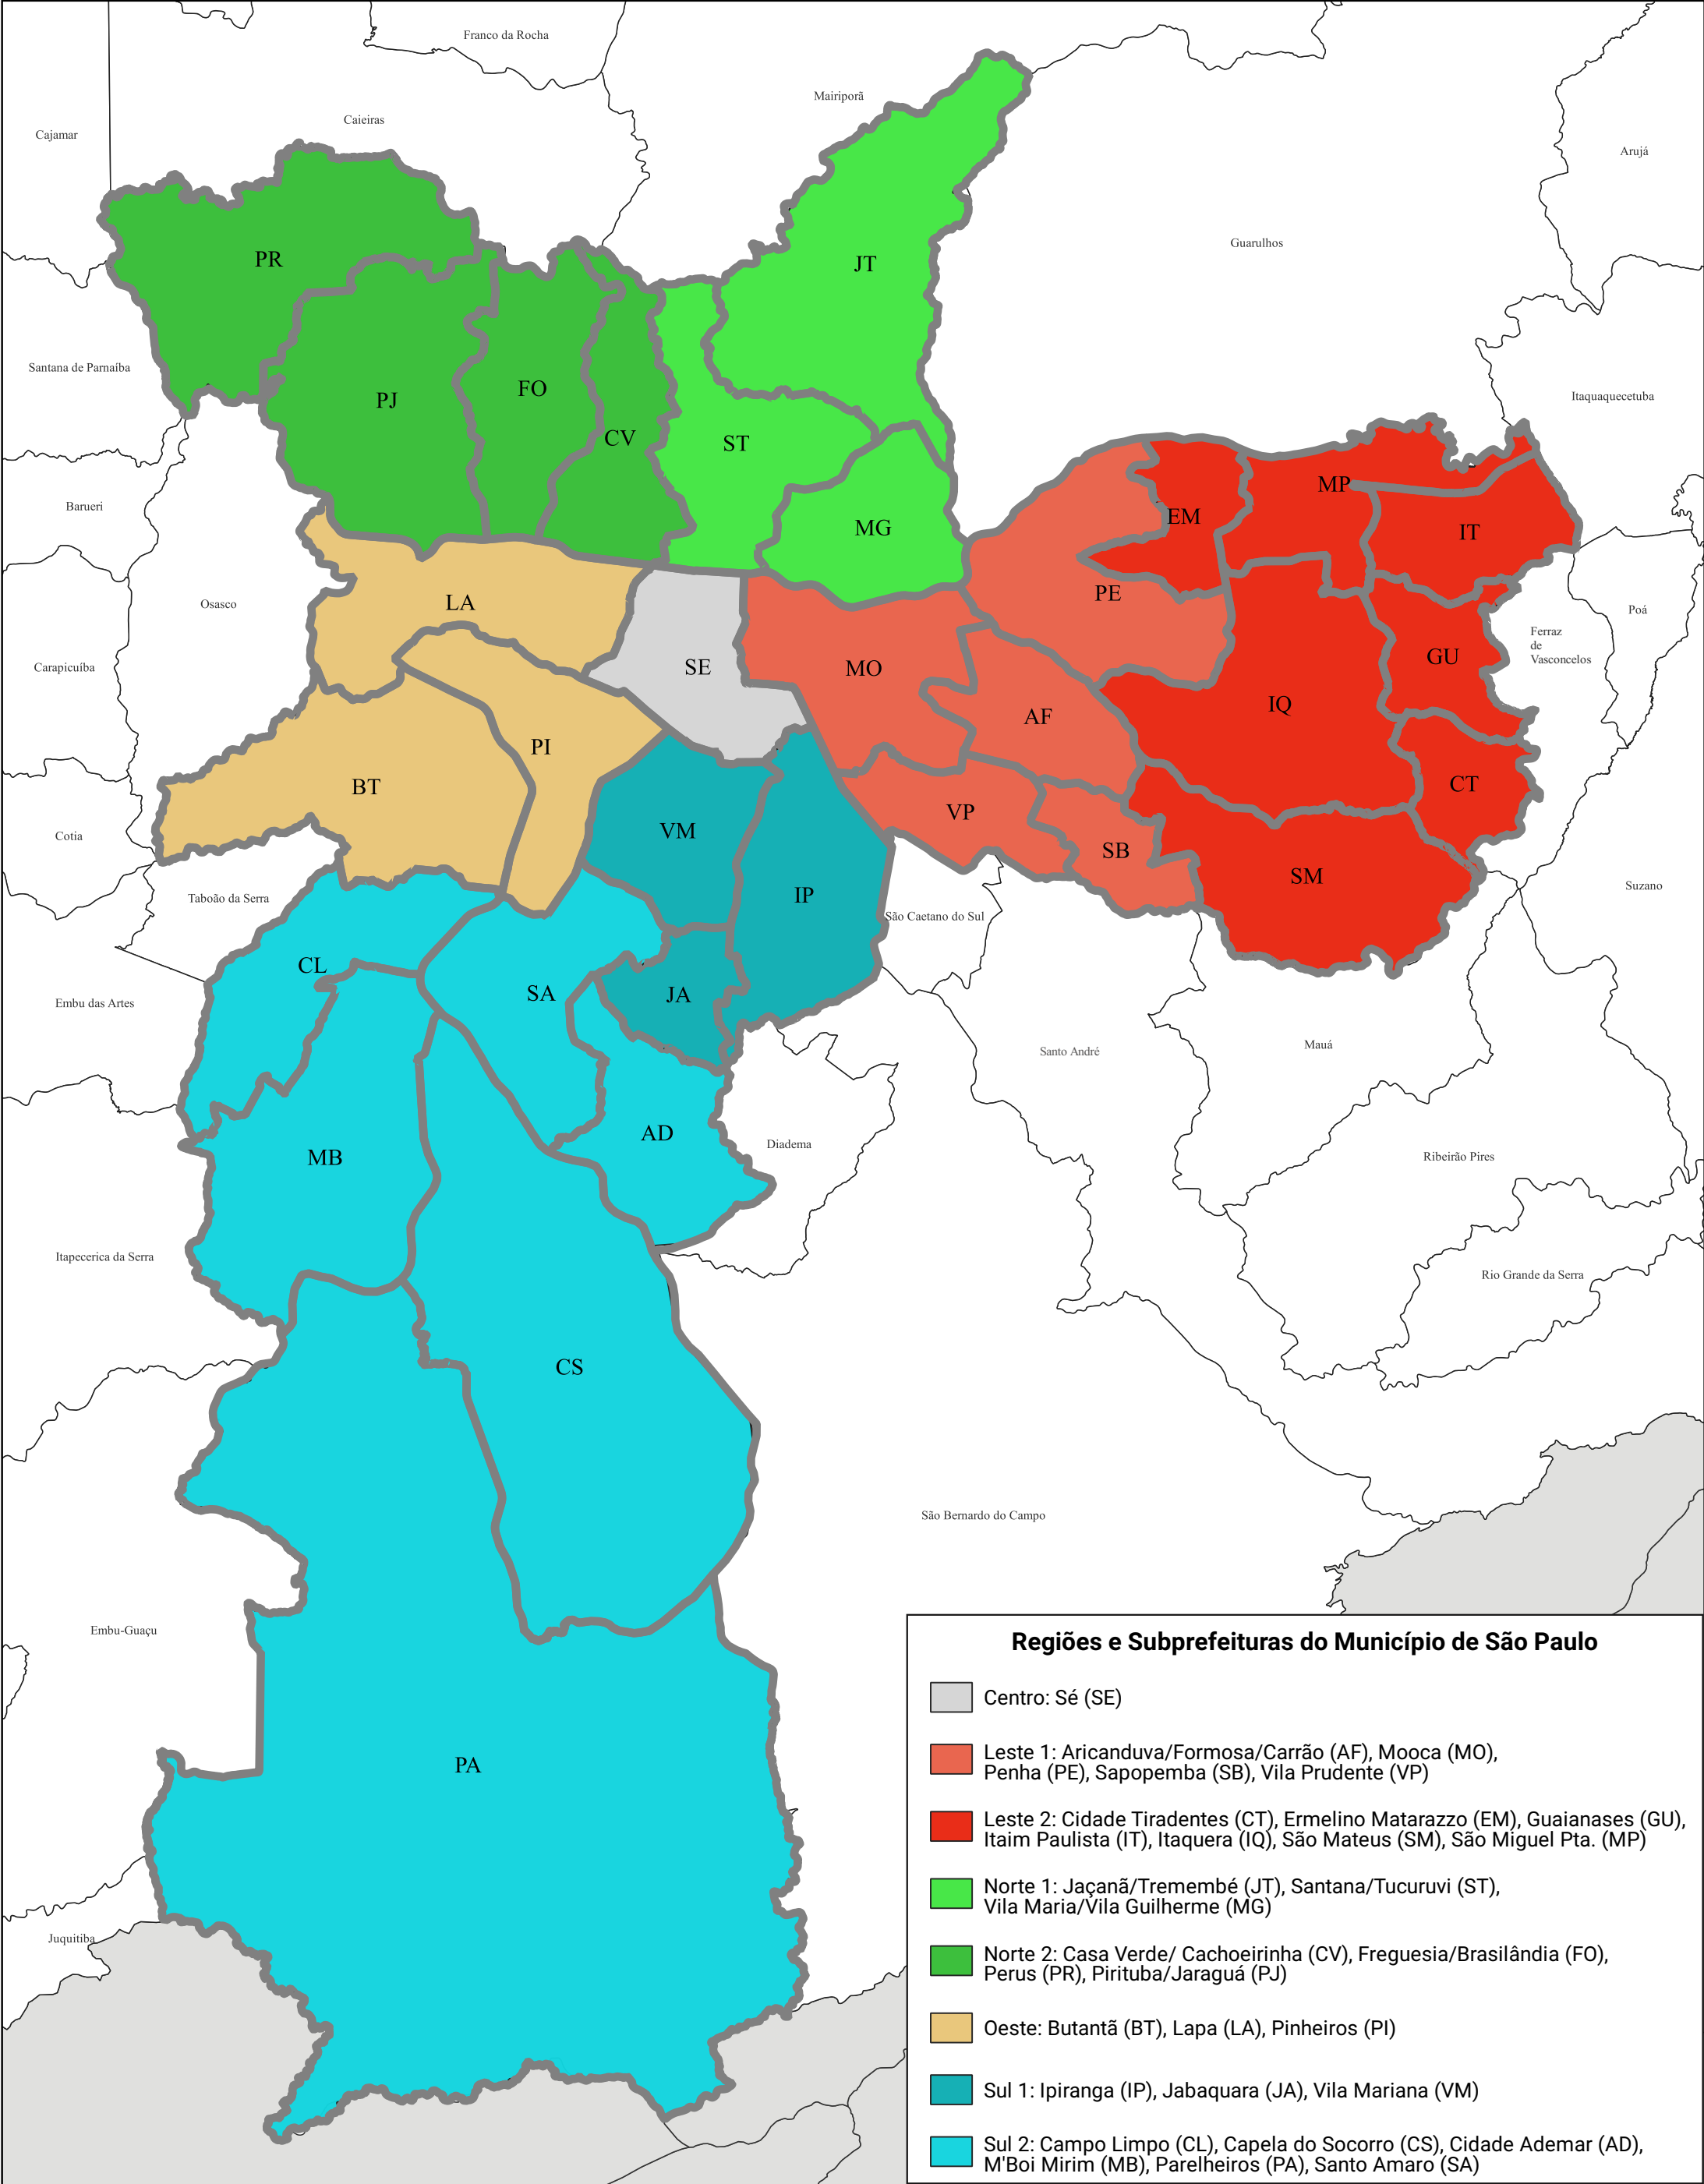 Franco da Rocha
Mairiporã
Caieiras
Cajamar
Arujá
Guarulhos
PR
JT
Santana de Parnaíba
Itaquaquecetuba
PJ
FO
CV
ST
MP
Barueri
EM
MG
IT
Osasco
LA
PE
Poá
Ferraz
de
Vasconcelos
Carapicuíba
SE
MO
GU
IQ
AF
PI
BT
CT
VP
Cotia
VM
SB
SM
Suzano
Taboão da Serra
IP
São Caetano do Sul
CL
SA
JA
Embu das Artes
Santo André
Mauá
AD
Diadema
MB
Ribeirão Pires
Itapecerica da Serra
Rio Grande da Serra
CS
São Bernardo do Campo
Embu-Guaçu
PA
Juquitiba
Regiões e Subprefeituras do Município de São Paulo
Centro: Sé (SE)
Leste 1: Aricanduva/Formosa/Carrão (AF), Mooca (MO),
Penha (PE), Sapopemba (SB), Vila Prudente (VP)
Leste 2: Cidade Tiradentes (CT), Ermelino Matarazzo (EM), Guaianases (GU),
Itaim Paulista (IT), Itaquera (IQ), São Mateus (SM), São Miguel Pta. (MP)
Norte 1: Jaçanã/Tremembé (JT), Santana/Tucuruvi (ST),
Vila Maria/Vila Guilherme (MG)
Norte 2: Casa Verde/ Cachoeirinha (CV), Freguesia/Brasilândia (FO),
Perus (PR), Pirituba/Jaraguá (PJ)
Oeste: Butantã (BT), Lapa (LA), Pinheiros (PI)
Sul 1: Ipiranga (IP), Jabaquara (JA), Vila Mariana (VM)
Sul 2: Campo Limpo (CL), Capela do Socorro (CS), Cidade Ademar (AD),
M'Boi Mirim (MB), Parelheiros (PA), Santo Amaro (SA)